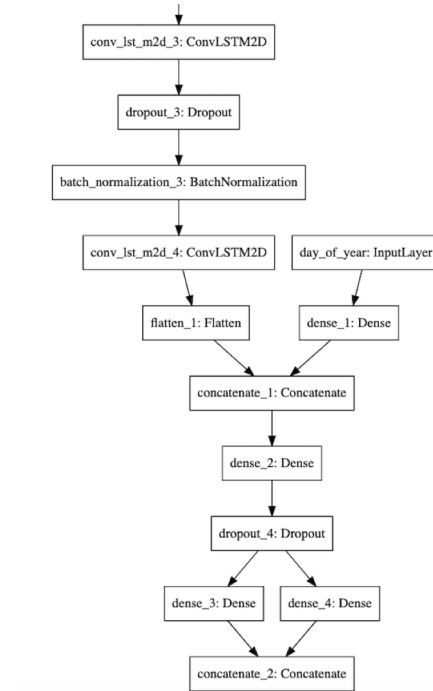 conv_lst_m2d_3: ConvLSTM2D
dropout_3: Dropout
batch_normalization_3: BatchNormalization
conv_lst_m2d_4: ConvLSTM2D
day_of_year: InputLayer
flatten_1: Flatten
dense_1: Dense
concatenate_1: Concatenate
dense_2: Dense
dropout_4: Dropout
dense_3: Dense
dense_4: Dense
concatenate_2: Concatenate